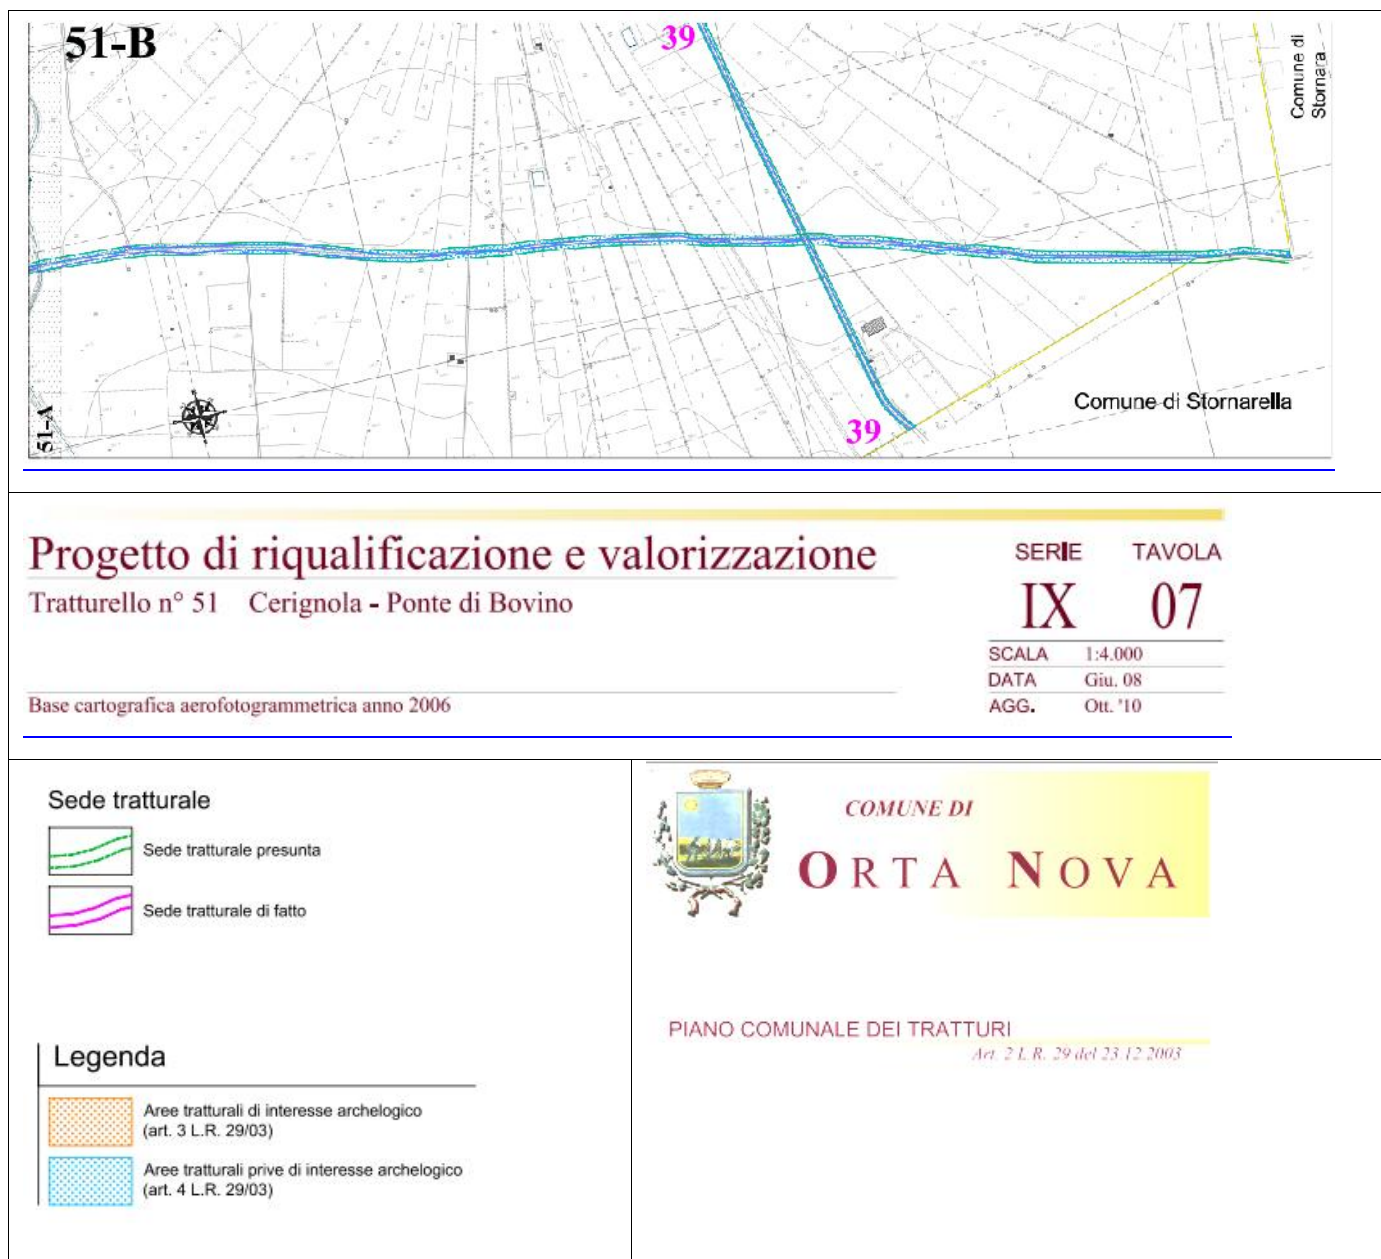 51-B
39
Comune di
Stornara
51-A
39
Comune di Stornarella
Progetto di riqualificazione e valorizzazione
Tratturello n° 51 Cerignola - Ponte di Bovino
Base cartografica aerofotogrammetrica anno 2006
SERIE TAVOLA
IX 07
SCALA 1:4.000
DATA Giu. 08
AGG. Ott. '10
Sede tratturale
Sede tratturale presunta
Sede tratturale di fatto
Legenda
Aree tratturali di interesse archelogico
(art. 3 L.R. 29/03)
Aree tratturali prive di interesse archelogico
(art. 4 L.R. 29/03)
COMUNE DI
ORTA NOVA
PIANO COMUNALE DEI TRATTURI
Art. 2 L.R. 29 del 23.12.2003